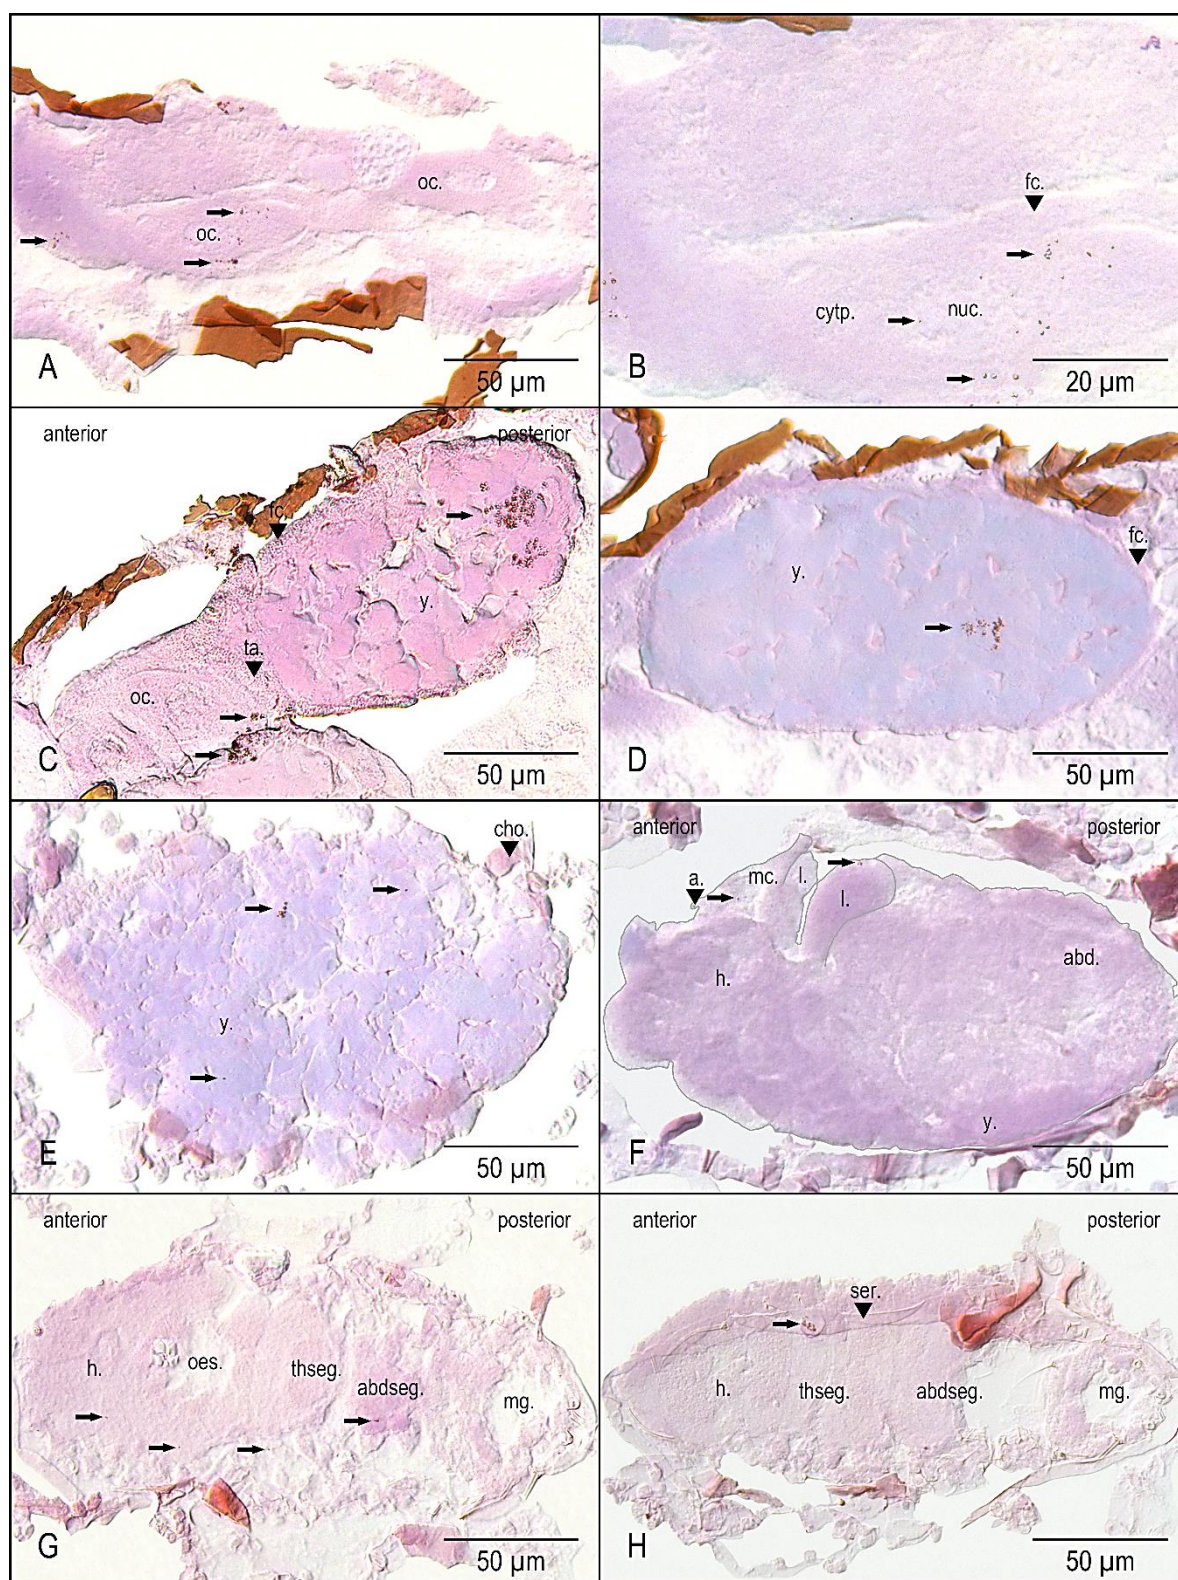 oc.
oc.
A
50 µm
fc.
cytp.
nuc.
B
20 µm
anterior
posterior
fc.
y.
ta.
oc.
C
50 µm
y.
fc.
D
50 µm
cho.
y.
E
50 µm
anterior
posterior
a.
mc.
l.
l.
h.
abd.
y.
F
50 µm
anterior
posterior
h.
oes.
thseg.
abdseg.
mg.
G
50 µm
anterior
posterior
ser.
h.
thseg.
abdseg.
mg.
H
50 µm